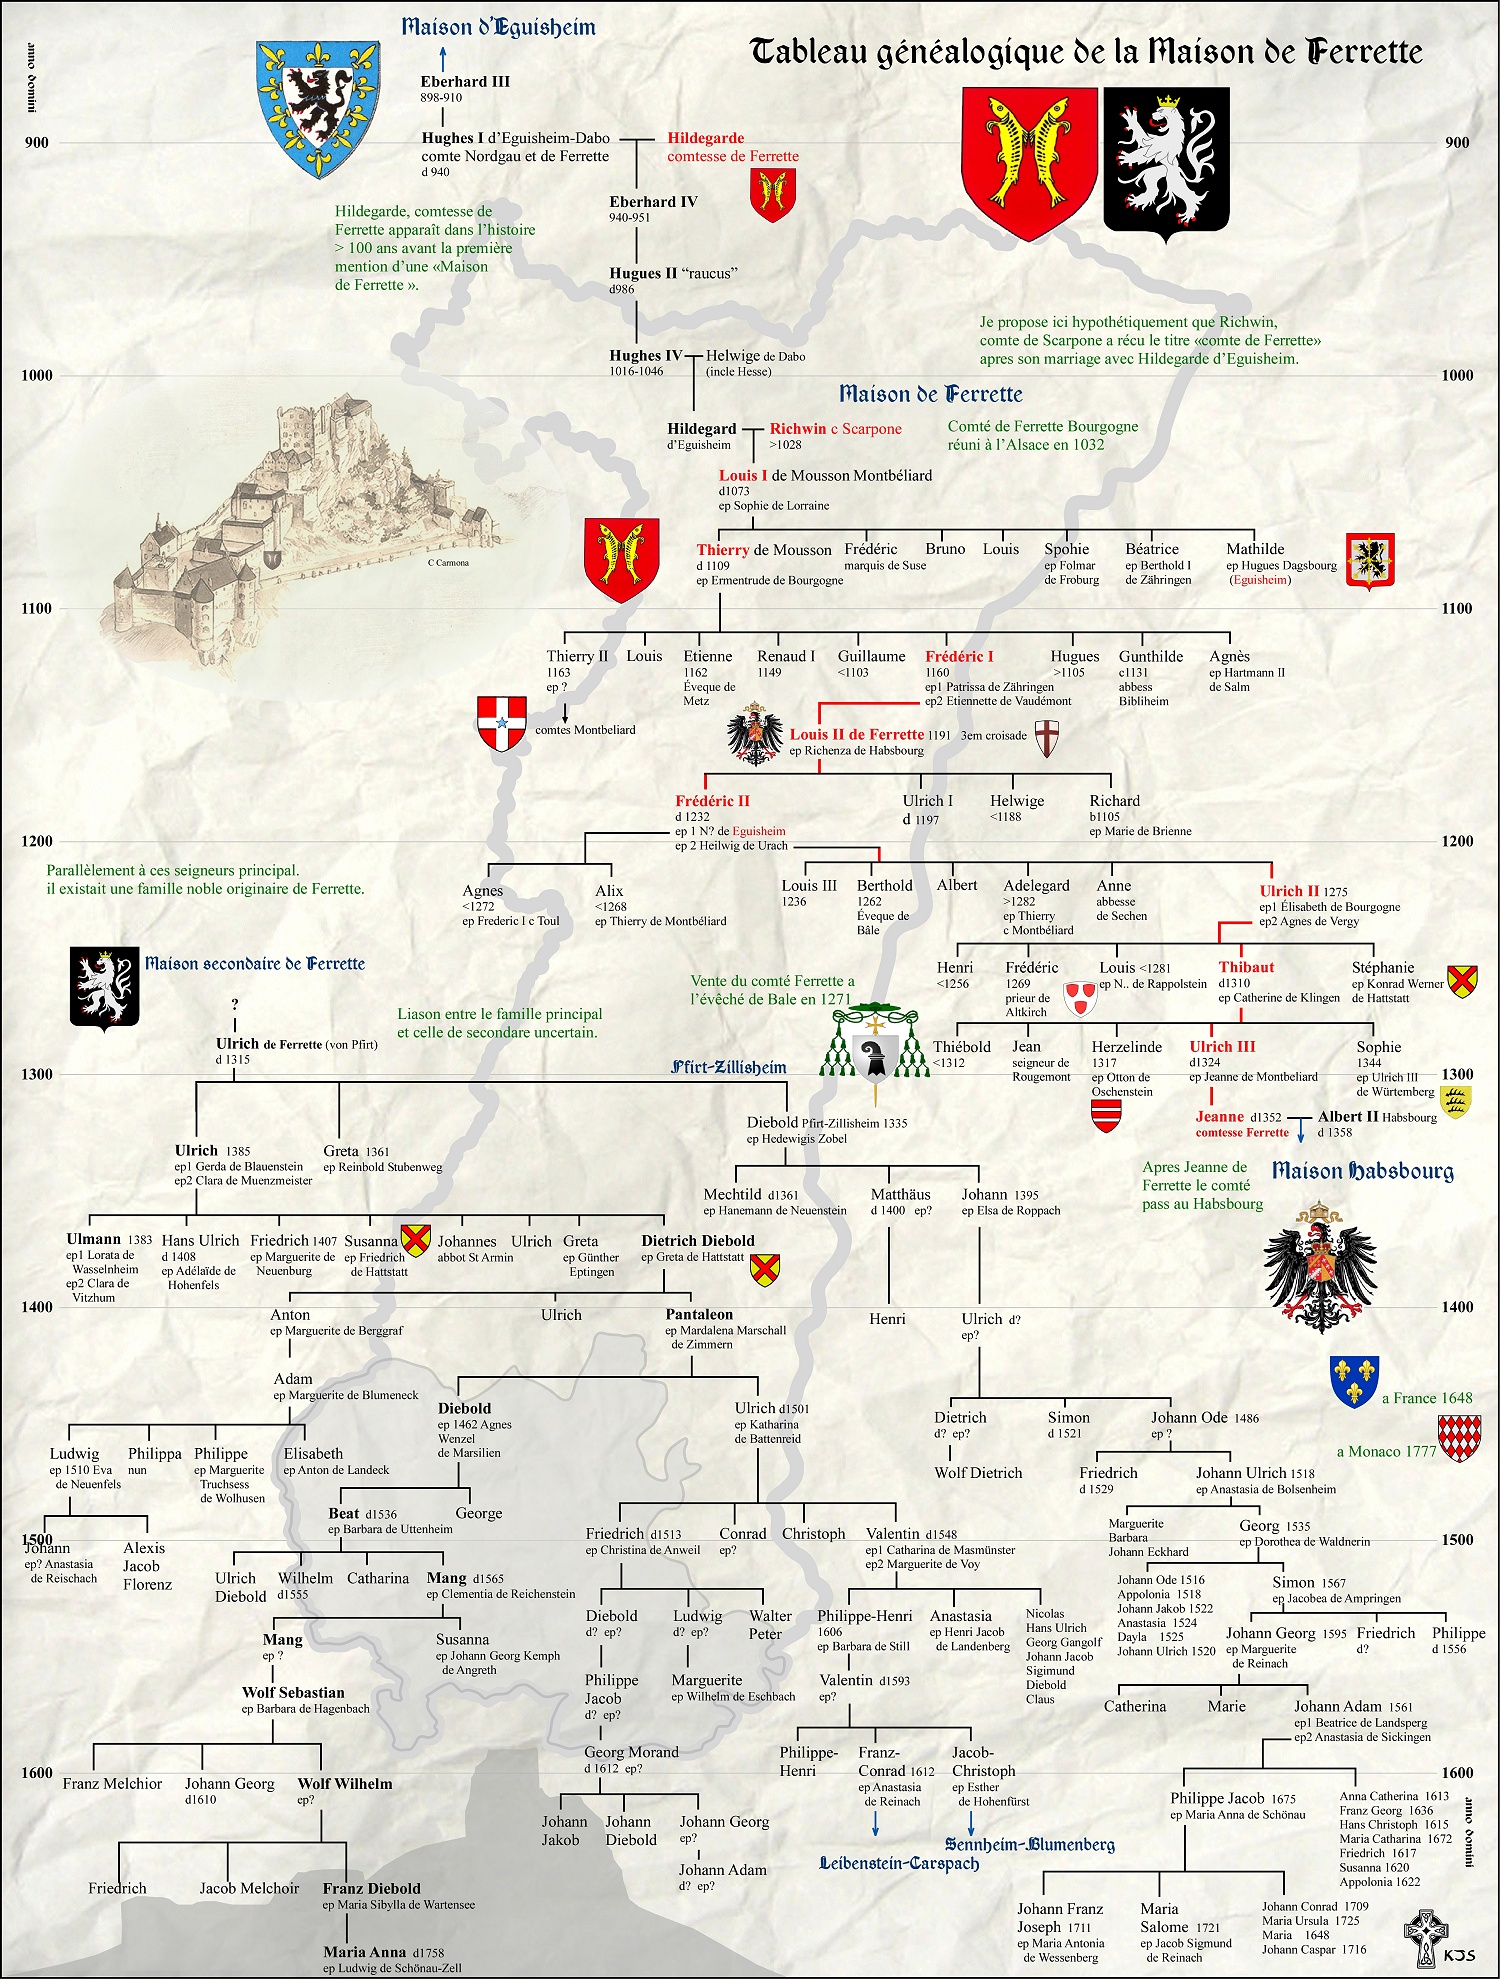 Tableau généalogique de la Maison de Ferrette
Maison d'Eguisheim
anno domini
Eberhard III
898-910
Hughes I d'Eguisheim-Dabo
comte Nordgau et de Ferrette
d 940
Hildegarde
comtesse de Ferrette
900
900
Eberhard IV
940-951
Hildegarde, comtesse de
Ferrette apparaît dans l'histoire
> 100 ans avant la première
mention d'une «Maison
de Ferrette ».
Hugues II “raucus”
d986
Je propose ici hypothétiquement que Richwin,
comte de Scarpone a récu le titre «comte de Ferrette»
apres son marriage avec Hildegarde d'Eguisheim.
Hughes IV
1016-1046
Helwige de Dabo
(incle Hesse)
1000
1000
Maison de Ferrette
Hildegard
d'Eguisheim
Richwin c Scarpone
>1028
Comté de Ferrette Bourgogne
réuni à l'Alsace en 1032
Louis I de Mousson Montbéliard
d1073
ep Sophie de Lorraine
C Carmona
Thierry de Mousson
d 1109
ep Ermentrude de Bourgogne
Frédéric
marquis de Suse
Bruno
Louis
Spohie
ep Folmar
de Froburg
Béatrice
ep Berthold I
de Zähringen
Mathilde
ep Hugues Dagsbourg
(Eguisheim)
1100
1100
Thierry II
1163
ep ?
comtes Montbeliard
Louis
Etienne
1162
Éveque de
Metz
Renaud I
1149
Guillaume
<1103
Frédéric I
1160
ep1 Patrissa de Zähringen
ep2 Etiennette de Vaudémont
Hugues
>1105
Gunthilde
c1131
abbess
Bibliheim
Agnès
ep Hartmann II
de Salm
Louis II de Ferrette 1191 3em croisade
ep Richenza de Habsbourg
Frédéric II
d 1232
ep 1 N? de Eguisheim
ep 2 Heilwig de Urach
Ulrich I
d 1197
Helwige
<1188
Richard
b1105
ep Marie de Brienne
1200
1200
Parallèlement à ces seigneurs principal.
il existait une famille noble originaire de Ferrette.
Agnes
<1272
ep Frederic I c Toul
Alix
<1268
ep Thierry de Montbéliard
Louis III
1236
Berthold
1262
Éveque de
Bâle
Albert
Adelegard
>1282
ep Thierry
c Montbéliard
Anne
abbesse
de Sechen
Ulrich II 1275
ep1 Élisabeth de Bourgogne
ep2 Agnes de Vergy
Henri
<1256
Frédéric
1269
prieur de
Altkirch
Louis <1281
ep N.. de Rappolstein
Thibaut
d1310
ep Catherine de Klingen
Stéphanie
ep Konrad Werner
de Hattstatt
Maison secondaire de Ferrette
Vente du comté Ferrette a
l'évêché de Bale en 1271
Liason entre le famille principal
et celle de secondare uncertain.
?
Ulrich de Ferrette (von Pfirt)
d 1315
Thiébold
<1312
Jean
seigneur de
Rougemont
Herzelinde
1317
ep Otton de
Oschenstein
Ulrich III
d1324
ep Jeanne de Montbeliard
Sophie
1344
ep Ulrich III
de Würtemberg
Pfirt-Zillisheim
1300
1300
Jeanne d1352
comtesse Ferrette
Albert II Habsbourg
d 1358
Diebold Pfirt-Zillisheim 1335
ep Hedewigis Zobel
Ulrich 1385
ep1 Gerda de Blauenstein
ep2 Clara de Muenzmeister
Greta 1361
ep Reinbold Stubenweg
Apres Jeanne de
Ferrette le comté
pass au Habsbourg
Maison Habsbourg
Mechtild d1361
ep Hanemann de Neuenstein
Matthäus
d 1400 ep?
Johann 1395
ep Elsa de Roppach
Ulmann 1383
ep1 Lorata de
Wasselnheim
ep2 Clara de
Vitzhum
Hans Ulrich
d 1408
ep Adélaïde de
Hohenfels
Friedrich 1407
ep Marguerite de
Neuenburg
Susanna
ep Friedrich
de Hattstatt
Johannes
abbot St Armin
Ulrich
Greta
ep Günther
Eptingen
Dietrich Diebold
ep Greta de Hattstatt
1400
1400
Anton
ep Marguerite de Berggraf
Ulrich
Pantaleon
ep Mardalena Marschall
de Zimmern
Henri
Ulrich d?
ep?
Adam
ep Marguerite de Blumeneck
Diebold
ep 1462 Agnes
Wenzel
de Marsilien
Ulrich d1501
ep Katharina
de Battenreid
Dietrich
d? ep?
Simon
d 1521
Johann Ode 1486
ep ?
a France 1648
a Monaco 1777
Ludwig
ep 1510 Eva
de Neuenfels
Philippa
nun
Philippe
ep Marguerite
Truchsess
de Wolhusen
Elisabeth
ep Anton de Landeck
Wolf Dietrich
Friedrich
d 1529
Johann Ulrich 1518
ep Anastasia de Bolsenheim
Beat d1536
ep Barbara de Uttenheim
George
Friedrich d1513
ep Christina de Anweil
Conrad
ep?
Christoph
Valentin d1548
ep1 Catharina de Masmünster
ep2 Marguerite de Voy
Marguerite
Barbara
Johann Eckhard
Georg 1535
ep Dorothea de Waldnerin
1500
1500
Johann
ep? Anastasia
de Reischach
Alexis
Jacob
Florenz
Ulrich
Diebold
Wilhelm
d1555
Catharina
Mang d1565
ep Clementia de Reichenstein
Johann Ode 1516
Appolonia 1518
Johann Jakob 1522
Anastasia 1524
Dayla 1525
Johann Ulrich 1520
Simon 1567
ep Jacobea de Ampringen
Diebold
d? ep?
Ludwig
d? ep?
Walter
Peter
Philippe-Henri
1606
ep Barbara de Still
Anastasia
ep Henri Jacob
de Landenberg
Nicolas
Hans Ulrich
Georg Gangolf
Johann Jacob
Sigimund
Diebold
Claus
Johann Georg 1595
ep Marguerite
de Reinach
Friedrich
d?
Philippe
d 1556
Mang
ep ?
Susanna
ep Johann Georg Kemph
de Angreth
Philippe
Jacob
d? ep?
Marguerite
ep Wilhelm de Eschbach
Valentin d1593
ep?
Wolf Sebastian
ep Barbara de Hagenbach
Catherina
Marie
Johann Adam 1561
ep1 Beatrice de Landsperg
ep2 Anastasia de Sickingen
Georg Morand
d 1612 ep?
Philippe-
Henri
Franz-
Conrad 1612
ep Anastasia
de Reinach
Jacob-
Christoph
ep Esther
de Hohenfürst
1600
1600
Franz Melchior
Johann Georg
d1610
Wolf Wilhelm
ep?
Philippe Jacob 1675
ep Maria Anna de Schönau
Anna Catherina 1613
Franz Georg 1636
Hans Christoph 1615
Maria Catharina 1672
Friedrich 1617
Susanna 1620
Appolonia 1622
anno domini
Johann
Jakob
Johann
Diebold
Johann Georg
ep?
Leibenstein-Carspach
Sennheim-Blumenberg
Johann Adam
d? ep?
Friedrich
Jacob Melchoir
Franz Diebold
ep Maria Sibylla de Wartensee
Johann Franz
Joseph 1711
ep Maria Antonia
de Wessenberg
Maria
Salome 1721
ep Jacob Sigmund
de Reinach
Johann Conrad 1709
Maria Ursula 1725
Maria 1648
Johann Caspar 1716
Maria Anna d1758
ep Ludwig de Schönau-Zell
KJS